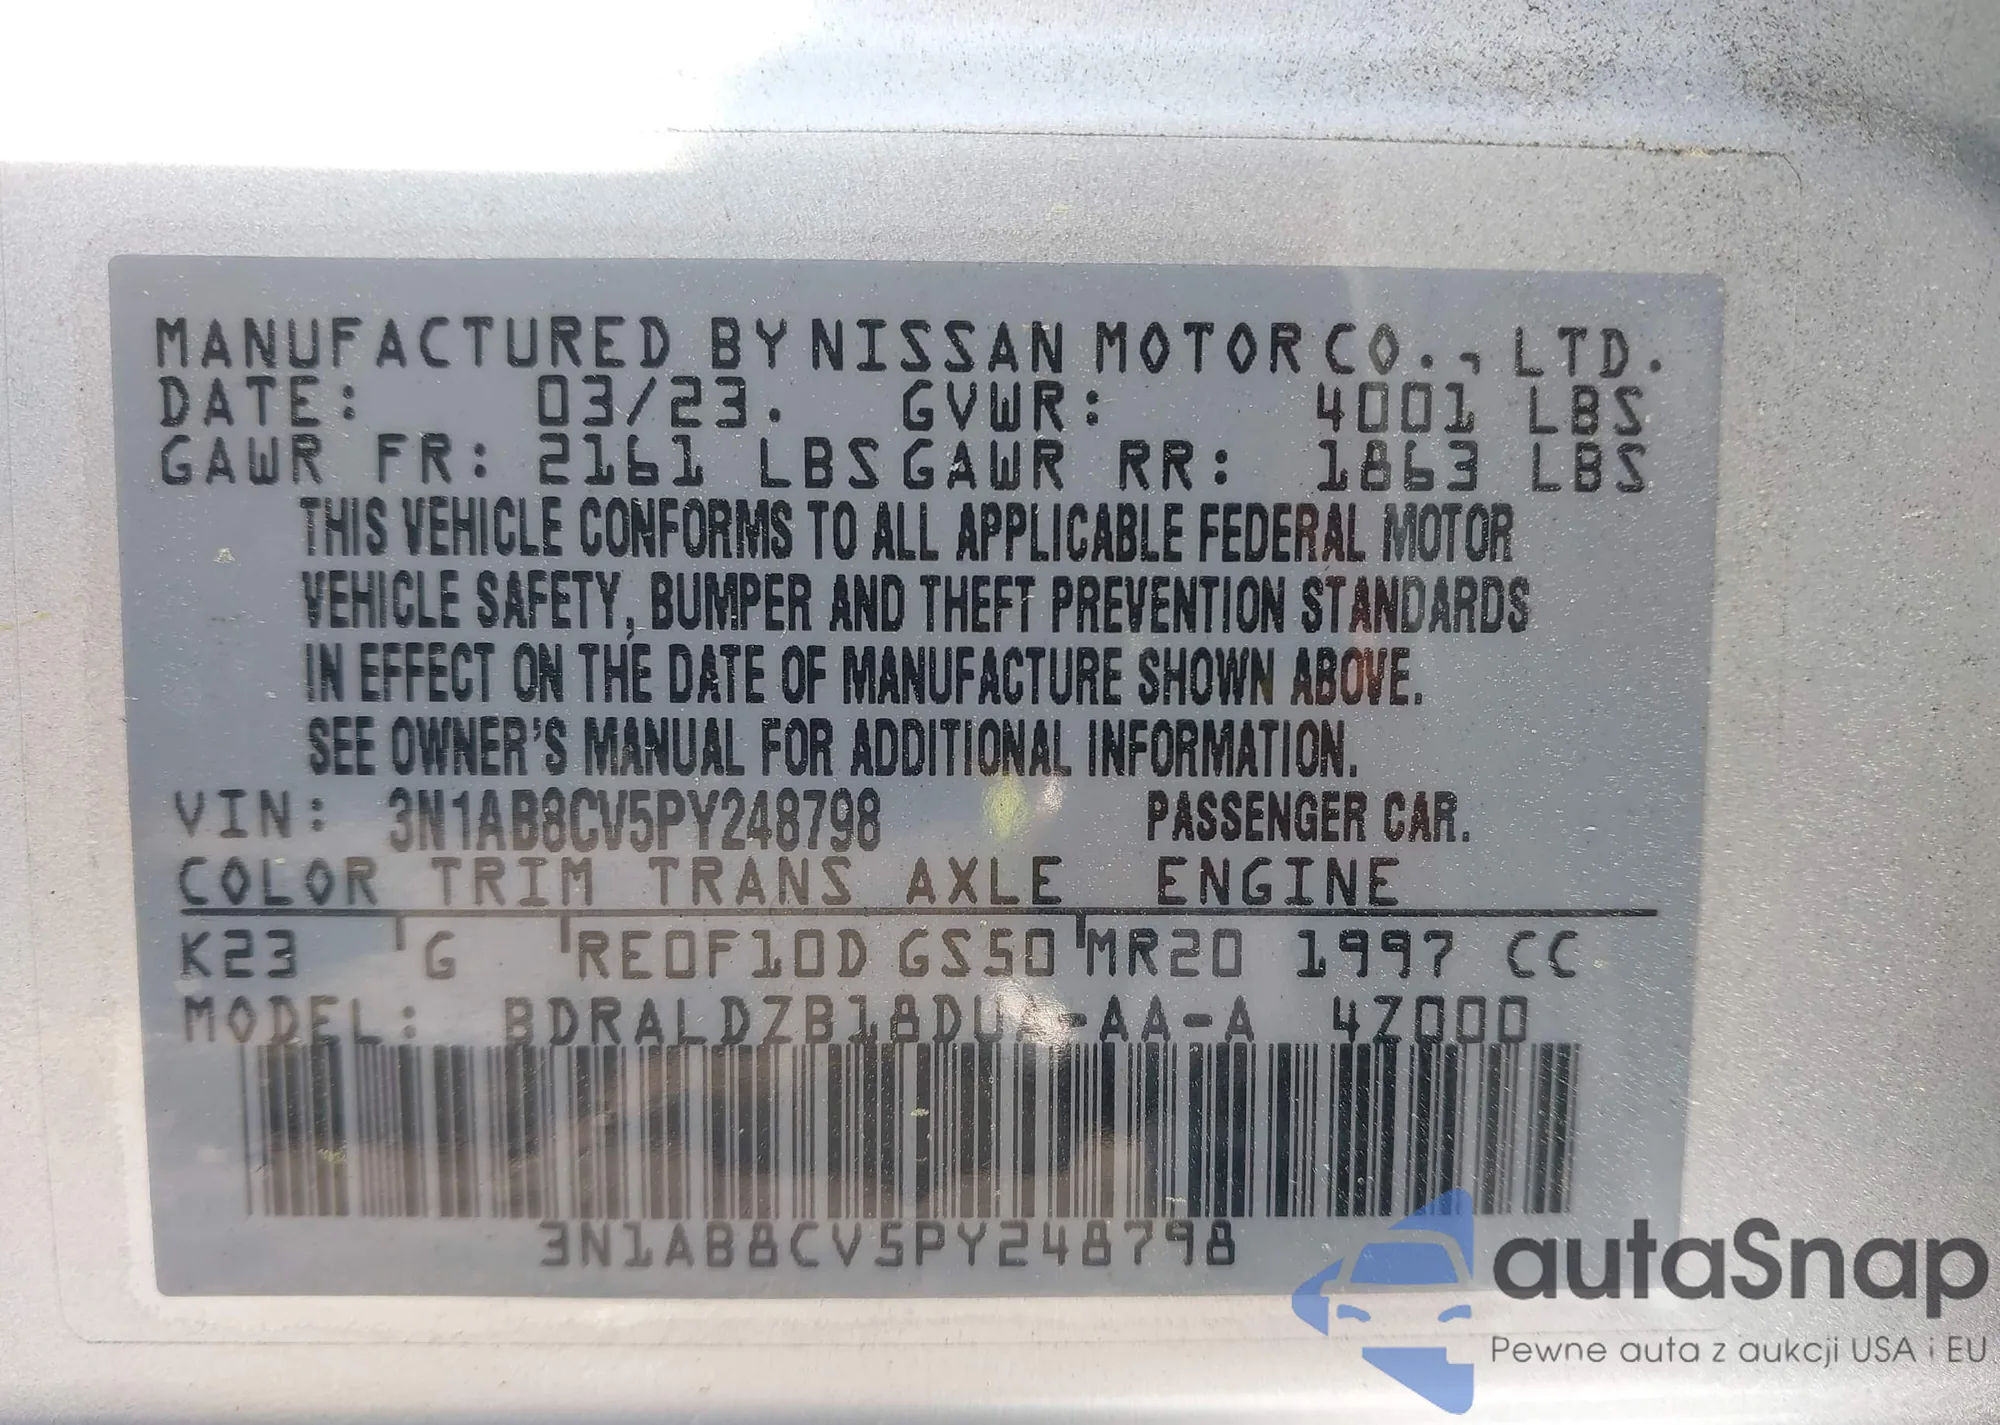 MANUFACTURED BY NISSAN MOTOR CO., LTD.
DATE: 03/23. GVWR: 4001 LBS
GAWR FR: 2161 LBS GAWR RR: 1863 LBS
THIS VEHICLE CONFORMS TO ALL APPLICABLE FEDERAL MOTOR
VEHICLE SAFETY, BUMPER AND THEFT PREVENTION STANDARDS
IN EFFECT ON THE DATE OF MANUFACTURE SHOWN ABOVE.
SEE OWNER'S MANUAL FOR ADDITIONAL INFORMATION.
VIN: 3N1AB8CV5PY248798 PASSENGER CAR.
COLOR TRIM TRANS AXLE ENGINE
K23 G RE0F10D GS50 MR20 1997 CC
MODEL: BDRALDZB18DUA-AA-A 4Z000
3N1AB8CV5PY248798
autaSnap
Pewne auta z aukcji USA i EU